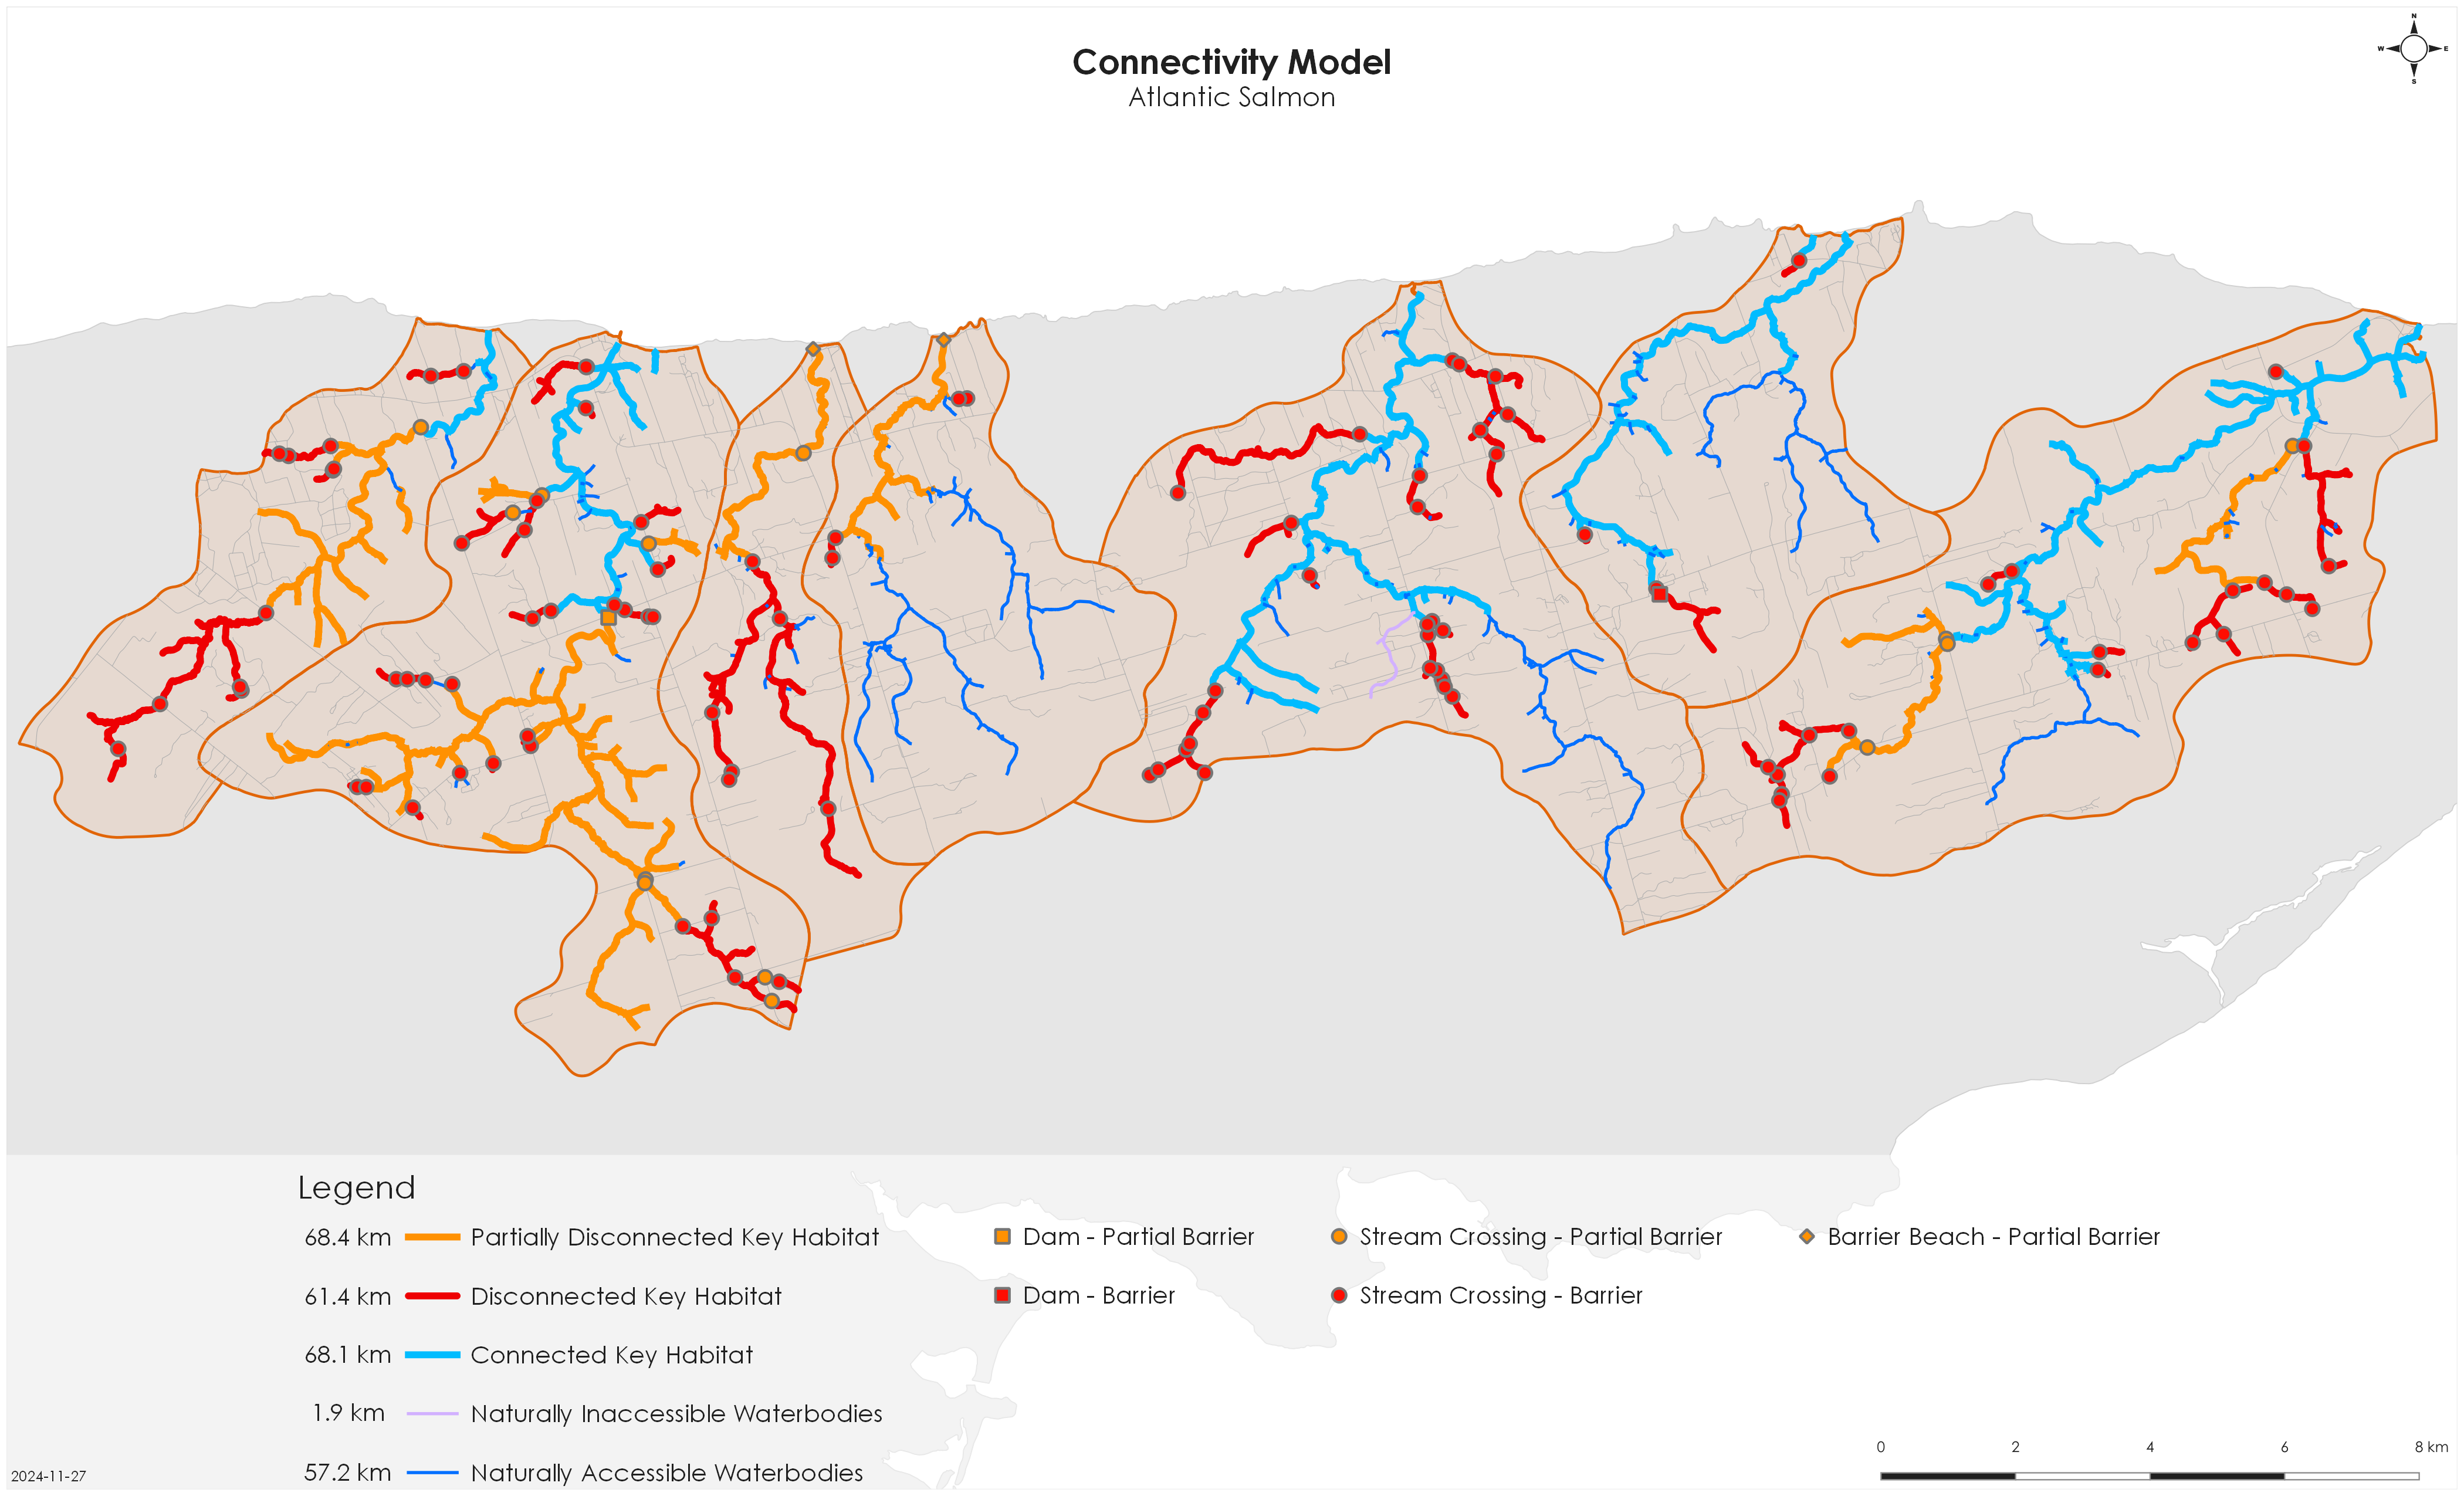 Connectivity Model
Atlantic Salmon
N
W E
S
Legend
68.4 km Partially Disconnected Key Habitat
61.4 km Disconnected Key Habitat
68.1 km Connected Key Habitat
1.9 km Naturally Inaccessible Waterbodies
57.2 km Naturally Accessible Waterbodies
Dam - Partial Barrier
Dam - Barrier
Stream Crossing - Partial Barrier
Stream Crossing - Barrier
Barrier Beach - Partial Barrier
0 2 4 6 8 km
2024-11-27